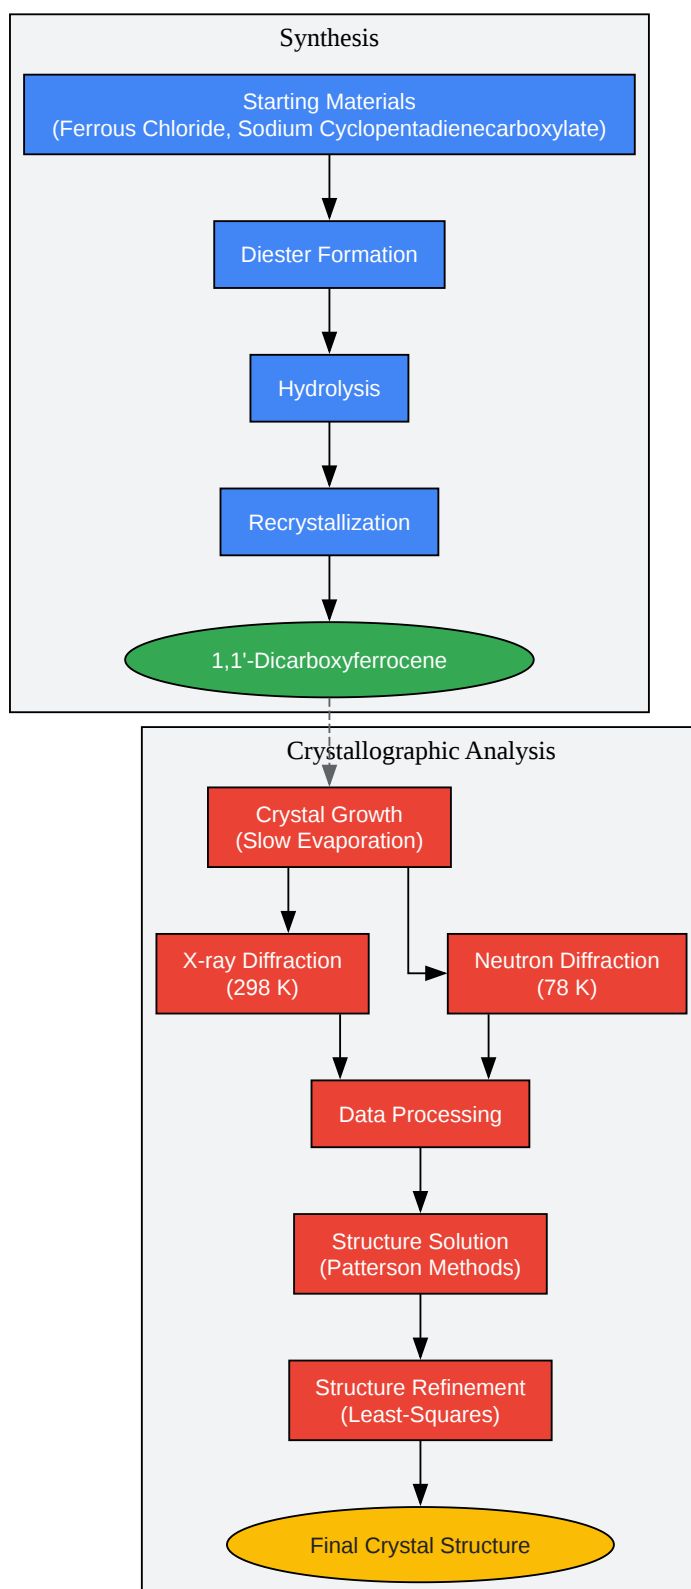 Synthesis
Starting Materials
(Ferrous Chloride, Sodium Cyclopentadienecarboxylate)
Diester Formation
Hydrolysis
Recrystallization
1,1'-Dicarboxyferrocene
Crystallographic Analysis
Crystal Growth
(Slow Evaporation)
X-ray Diffraction
(298 K)
Neutron Diffraction
(78 K)
Data Processing
Structure Solution
(Patterson Methods)
Structure Refinement
(Least-Squares)
Final Crystal Structure